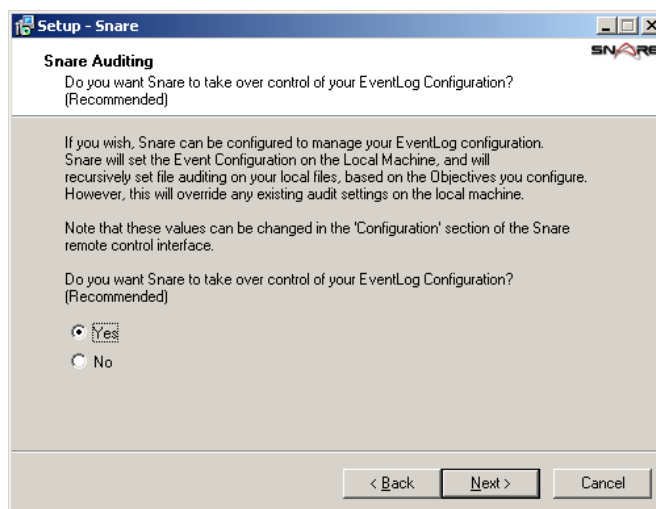 Setup - Snare
SNARE
Snare Auditing
Do you want Snare to take over control of your EventLog Configuration?
(Recommended)
If you wish, Snare can be configured to manage your EventLog configuration.
Snare will set the Event Configuration on the Local Machine, and will
recursively set file auditing on your local files, based on the Objectives you configure.
However, this will override any existing audit settings on the local machine.
Note that these values can be changed in the 'Configuration' section of the Snare
remote control interface.
Do you want Snare to take over control of your EventLog Configuration?
(Recommended)
Yes
No
< Back
Next >
Cancel